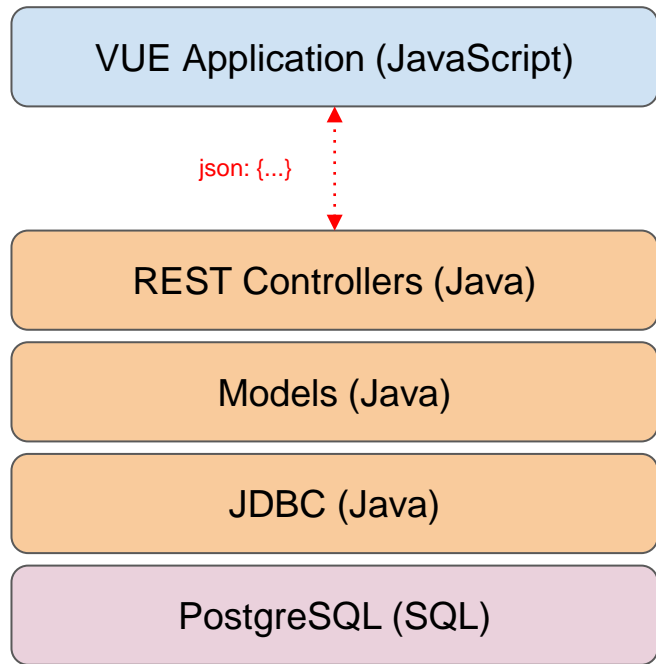 VUE Application (JavaScript)
json: {...}
REST Controllers (Java)
Models (Java)
JDBC (Java)
PostgreSQL (SQL)